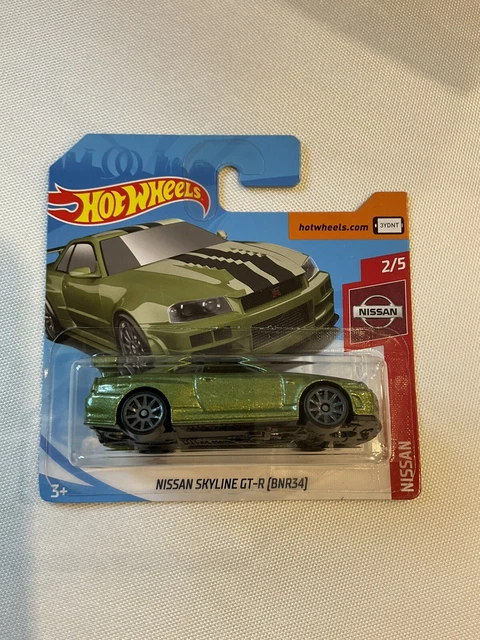 HOT WHEELS
hotwheels.com
3YDNT
2/5
NISSAN
NISSAN SKYLINE GT-R (BNR34)
3+
NISSAN